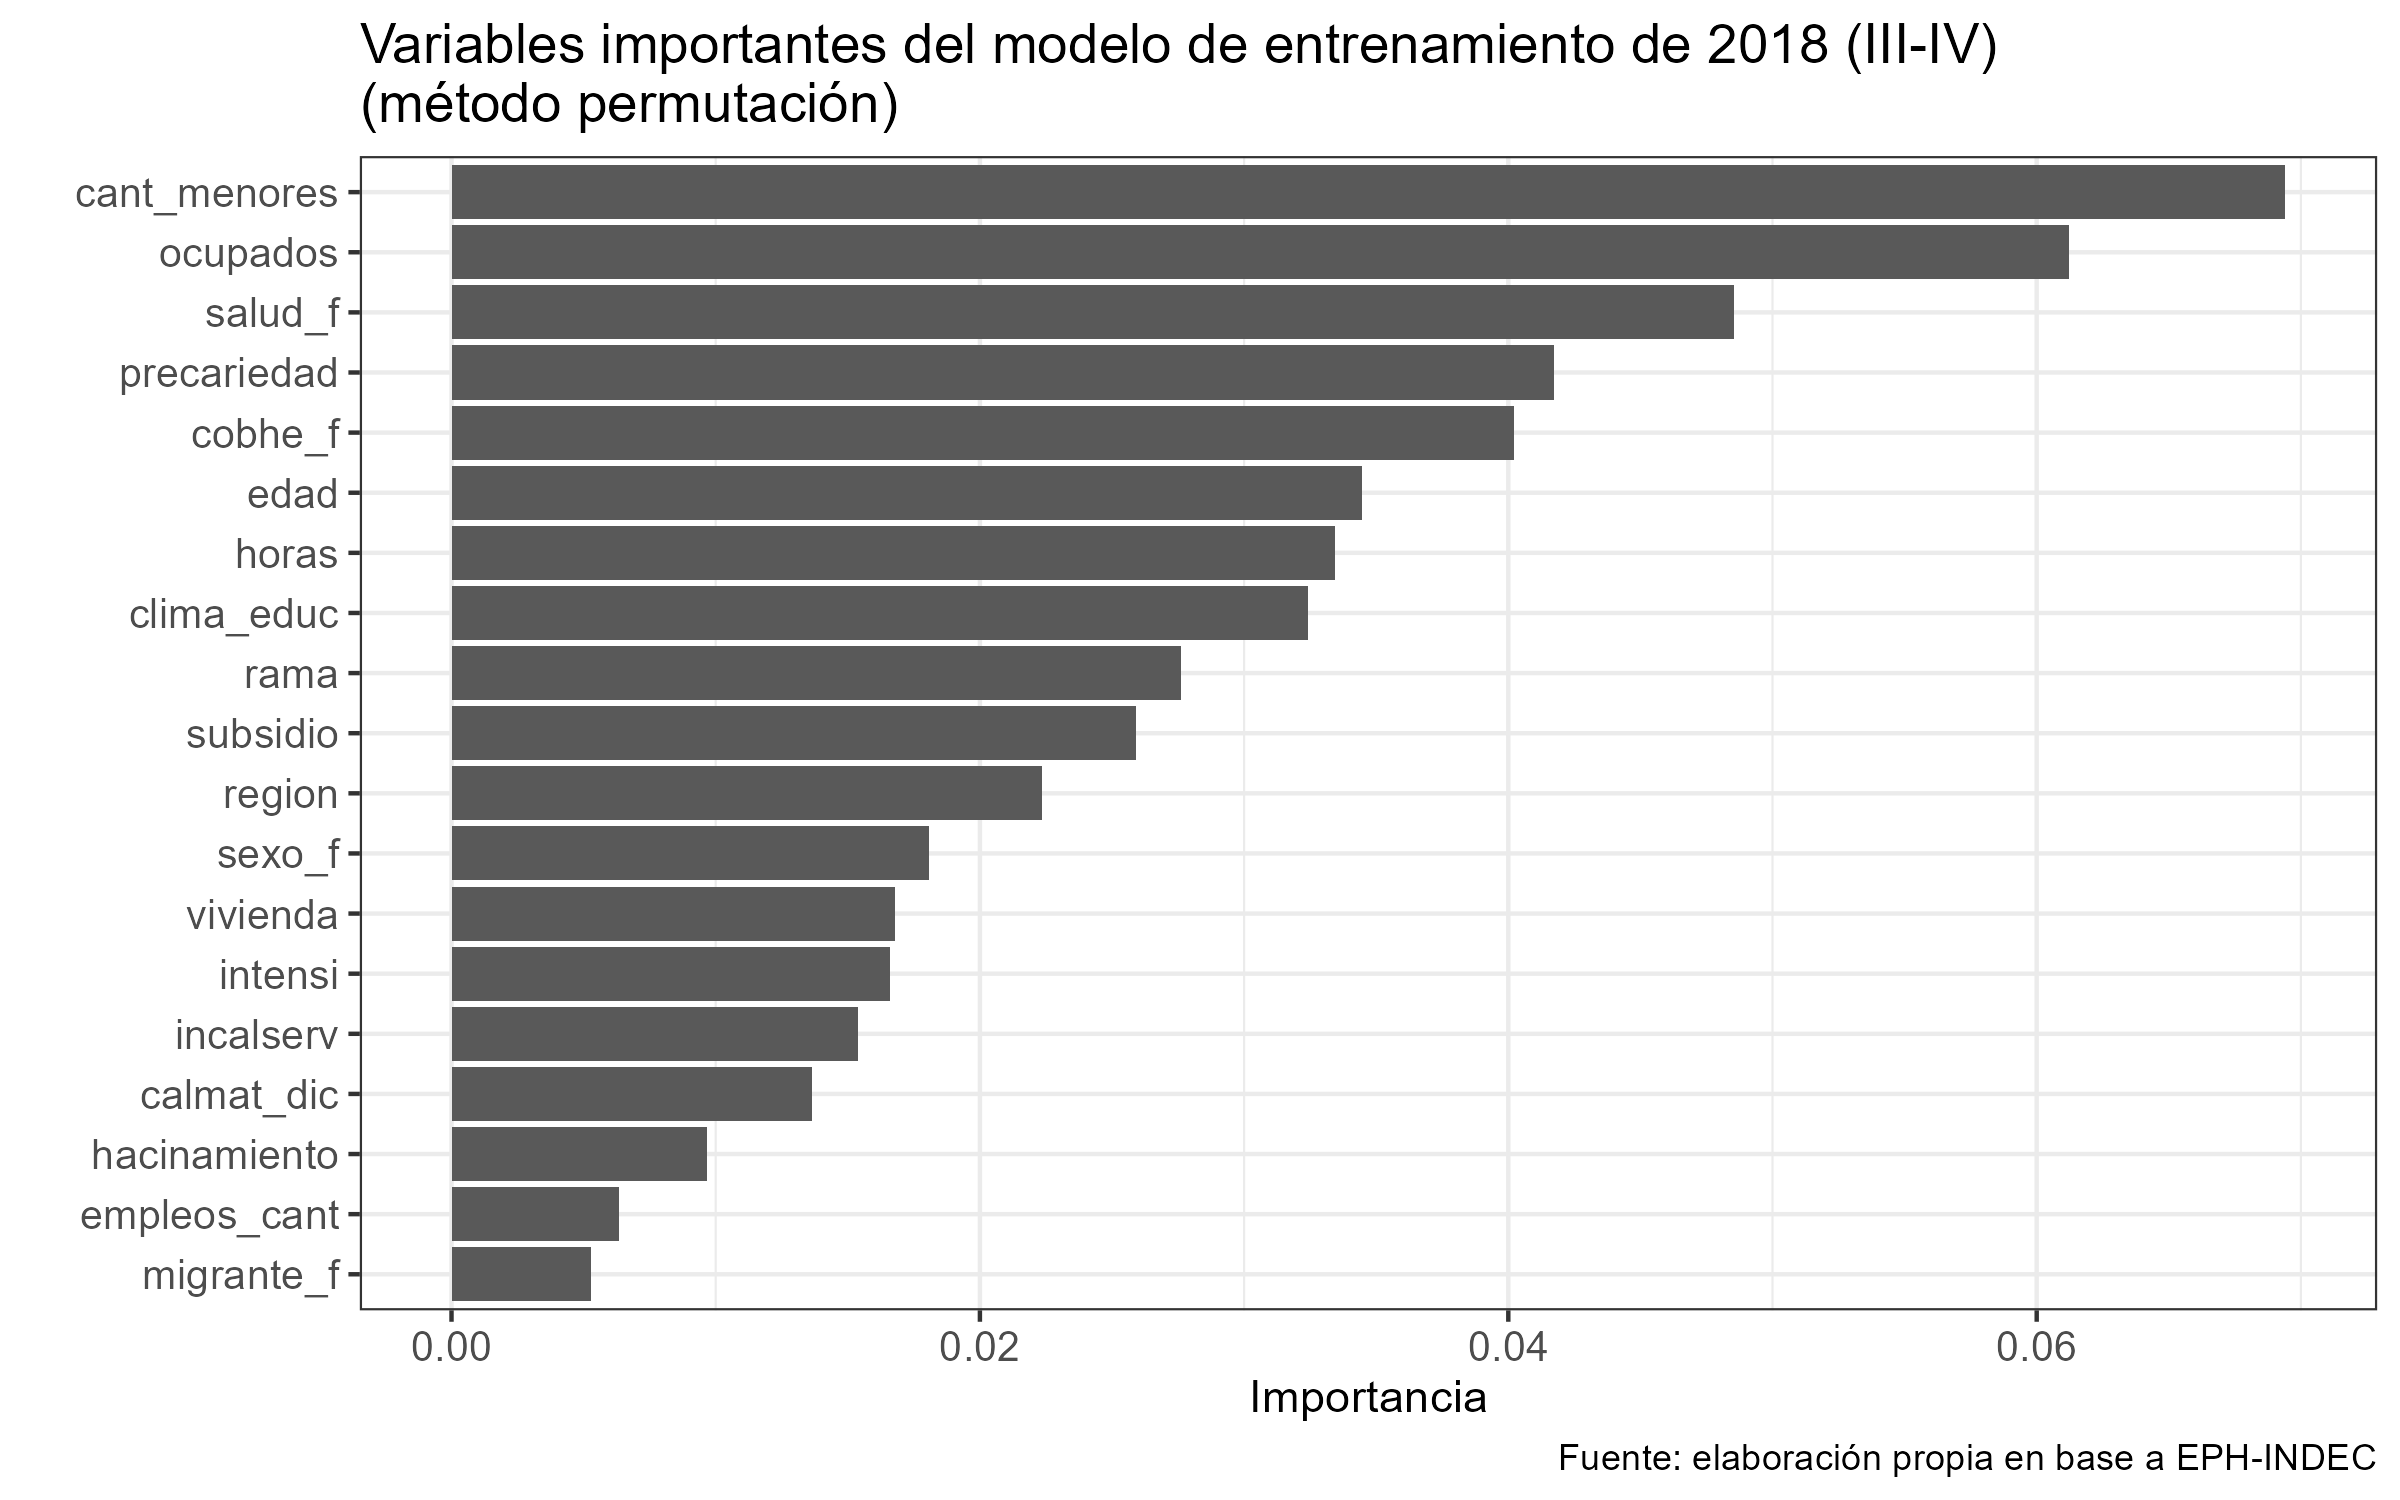 Variables importantes del modelo de entrenamiento de 2018 (III-IV)
(método permutación)
cant_menores
ocupados
salud_f
precariedad
cobhe_f
edad
horas
clima_educ
rama
subsidio
region
sexo_f
vivienda
intensi
incalserv
calmat_dic
hacinamiento
empleos_cant
migrante_f
0.00 0.02 0.04 0.06
Importancia
Fuente: elaboración propia en base a EPH-INDEC